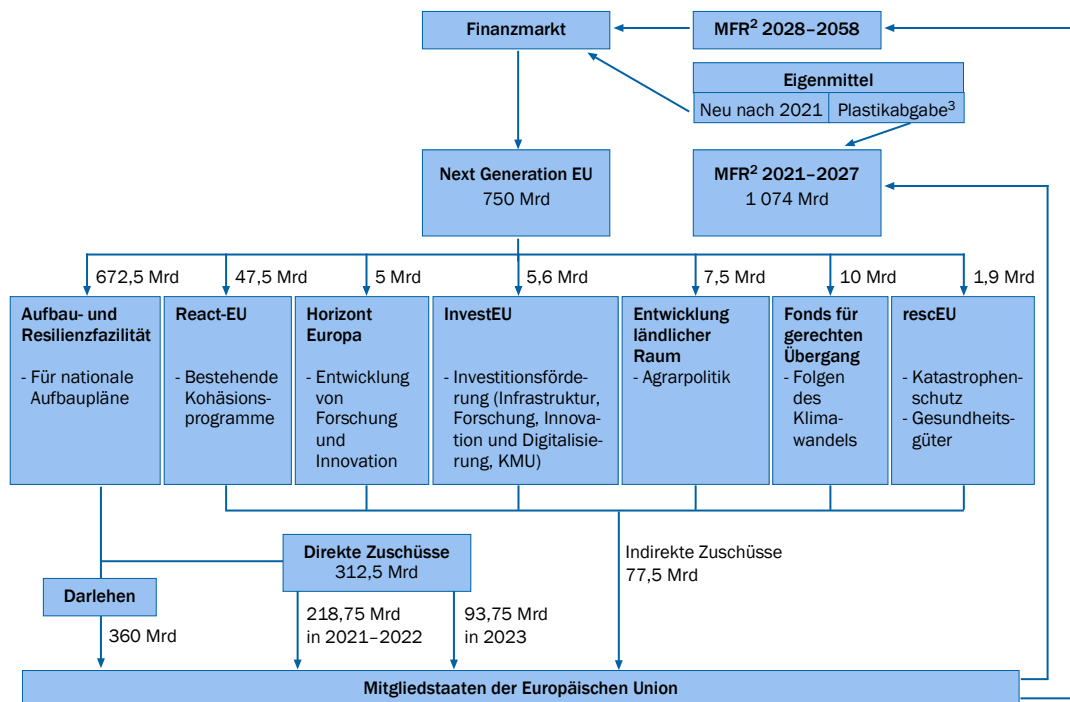 Finanzmarkt
MFR² 2028–2058
Eigenmittel
Neu nach 2021
Plastikabgabe³
Next Generation EU
750 Mrd
MFR² 2021–2027
1 074 Mrd
672,5 Mrd
47,5 Mrd
5 Mrd
5,6 Mrd
7,5 Mrd
10 Mrd
1,9 Mrd
Aufbau- und
Resilienzfazilität
- Für nationale
Aufbaupläne
React-EU
- Bestehende
Kohäsions-
programme
Horizont
Europa
- Entwicklung
von
Forschung
und
Innovation
InvestEU
- Investitionsförde-
rung (Infrastruktur,
Forschung, Innova-
tion und Digitalisie-
rung, KMU)
Entwicklung
ländlicher
Raum
- Agrarpolitik
Fonds für
gerechten
Übergang
- Folgen
des
Klima-
wandels
rescEU
- Katastrophen-
schutz
- Gesundheits-
güter
Direkte Zuschüsse
312,5 Mrd
Indirekte Zuschüsse
77,5 Mrd
Darlehen
360 Mrd
218,75 Mrd
in 2021–2022
93,75 Mrd
in 2023
Mitgliedstaaten der Europäischen Union